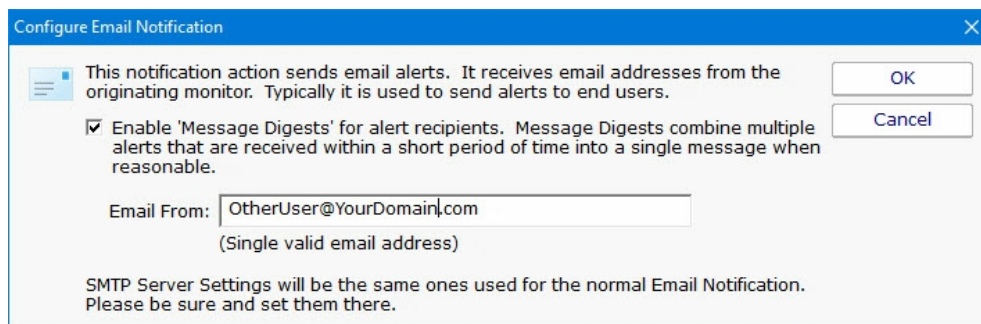 Configure Email Notification
This notification action sends email alerts.  It receives email addresses from the
originating monitor.  Typically it is used to send alerts to end users.
OK
Cancel
Enable 'Message Digests' for alert recipients.  Message Digests combine multiple
alerts that are received within a short period of time into a single message when
reasonable.
Email From: OtherUser@YourDomain.com
(Single valid email address)
SMTP Server Settings will be the same ones used for the normal Email Notification.
Please be sure and set them there.